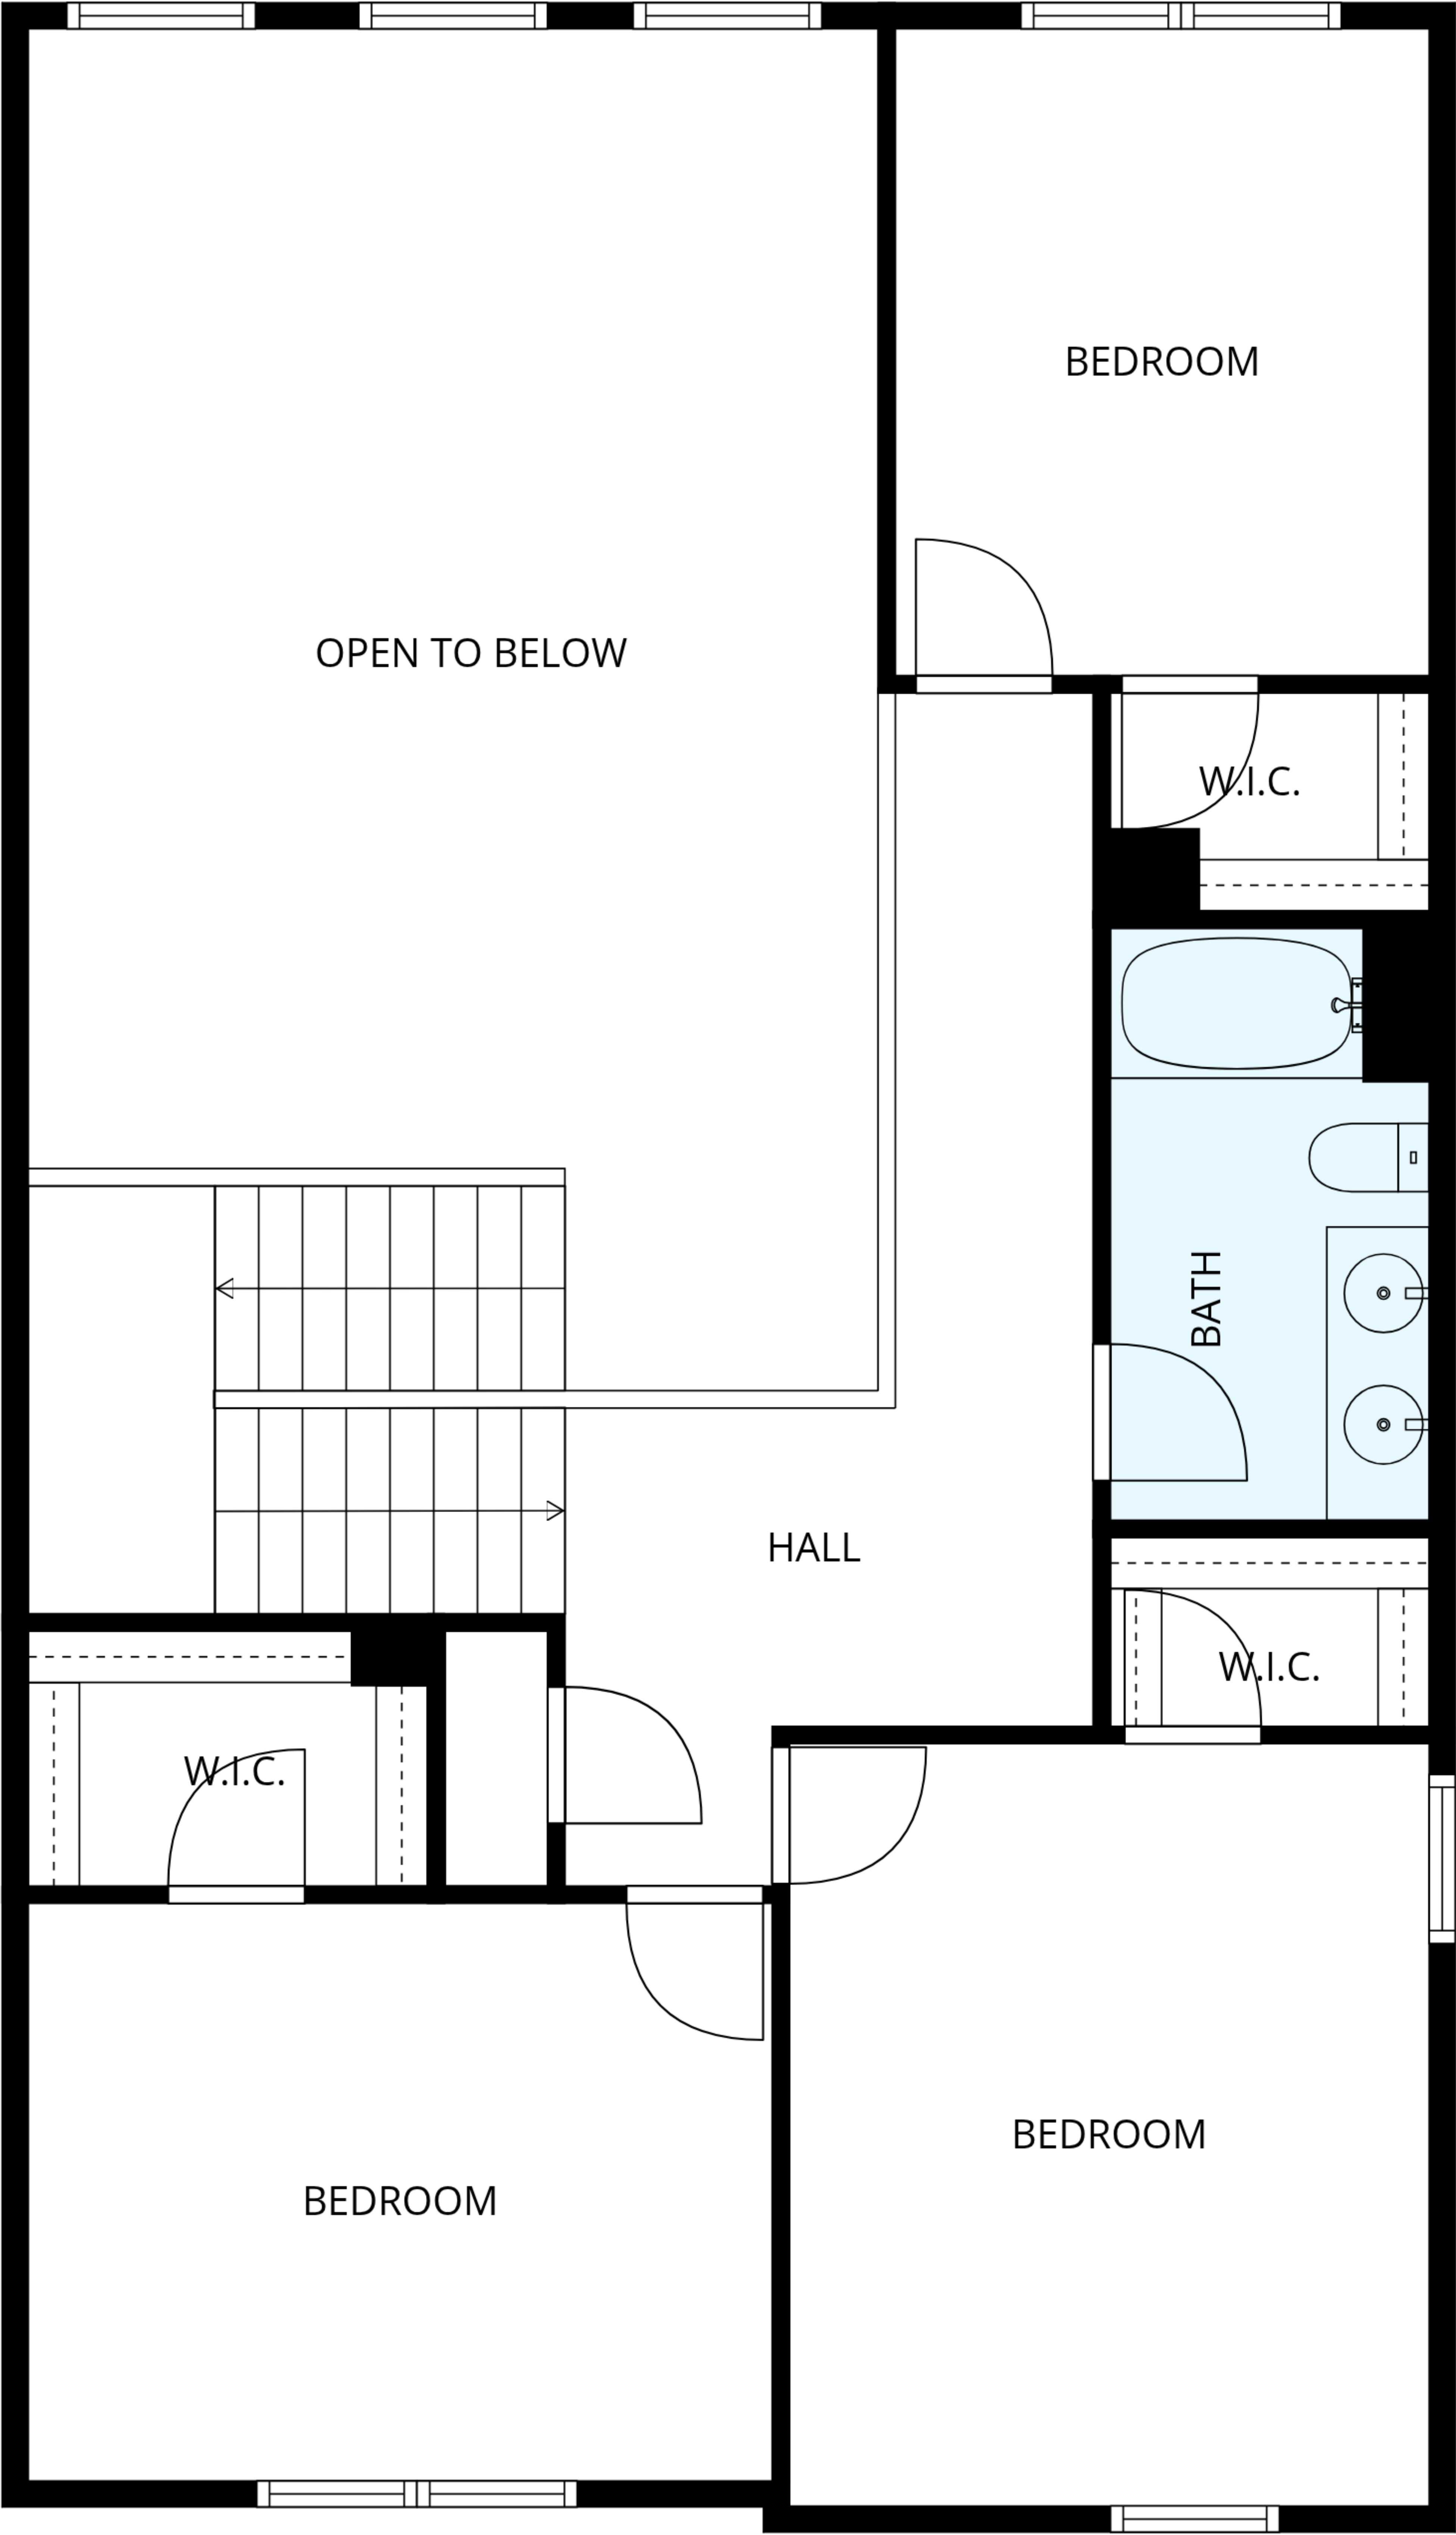 BEDROOM
OPEN TO BELOW
W.I.C.
BATH
HALL
W.I.C.
W.I.C.
BEDROOM
BEDROOM